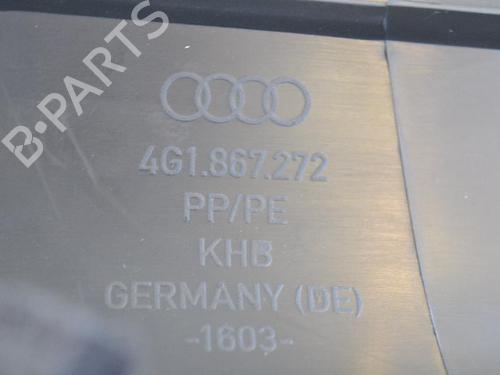 B-PARTS
4G1.867.272
PP/PE
KHB
GERMANY (DE)
-1603-